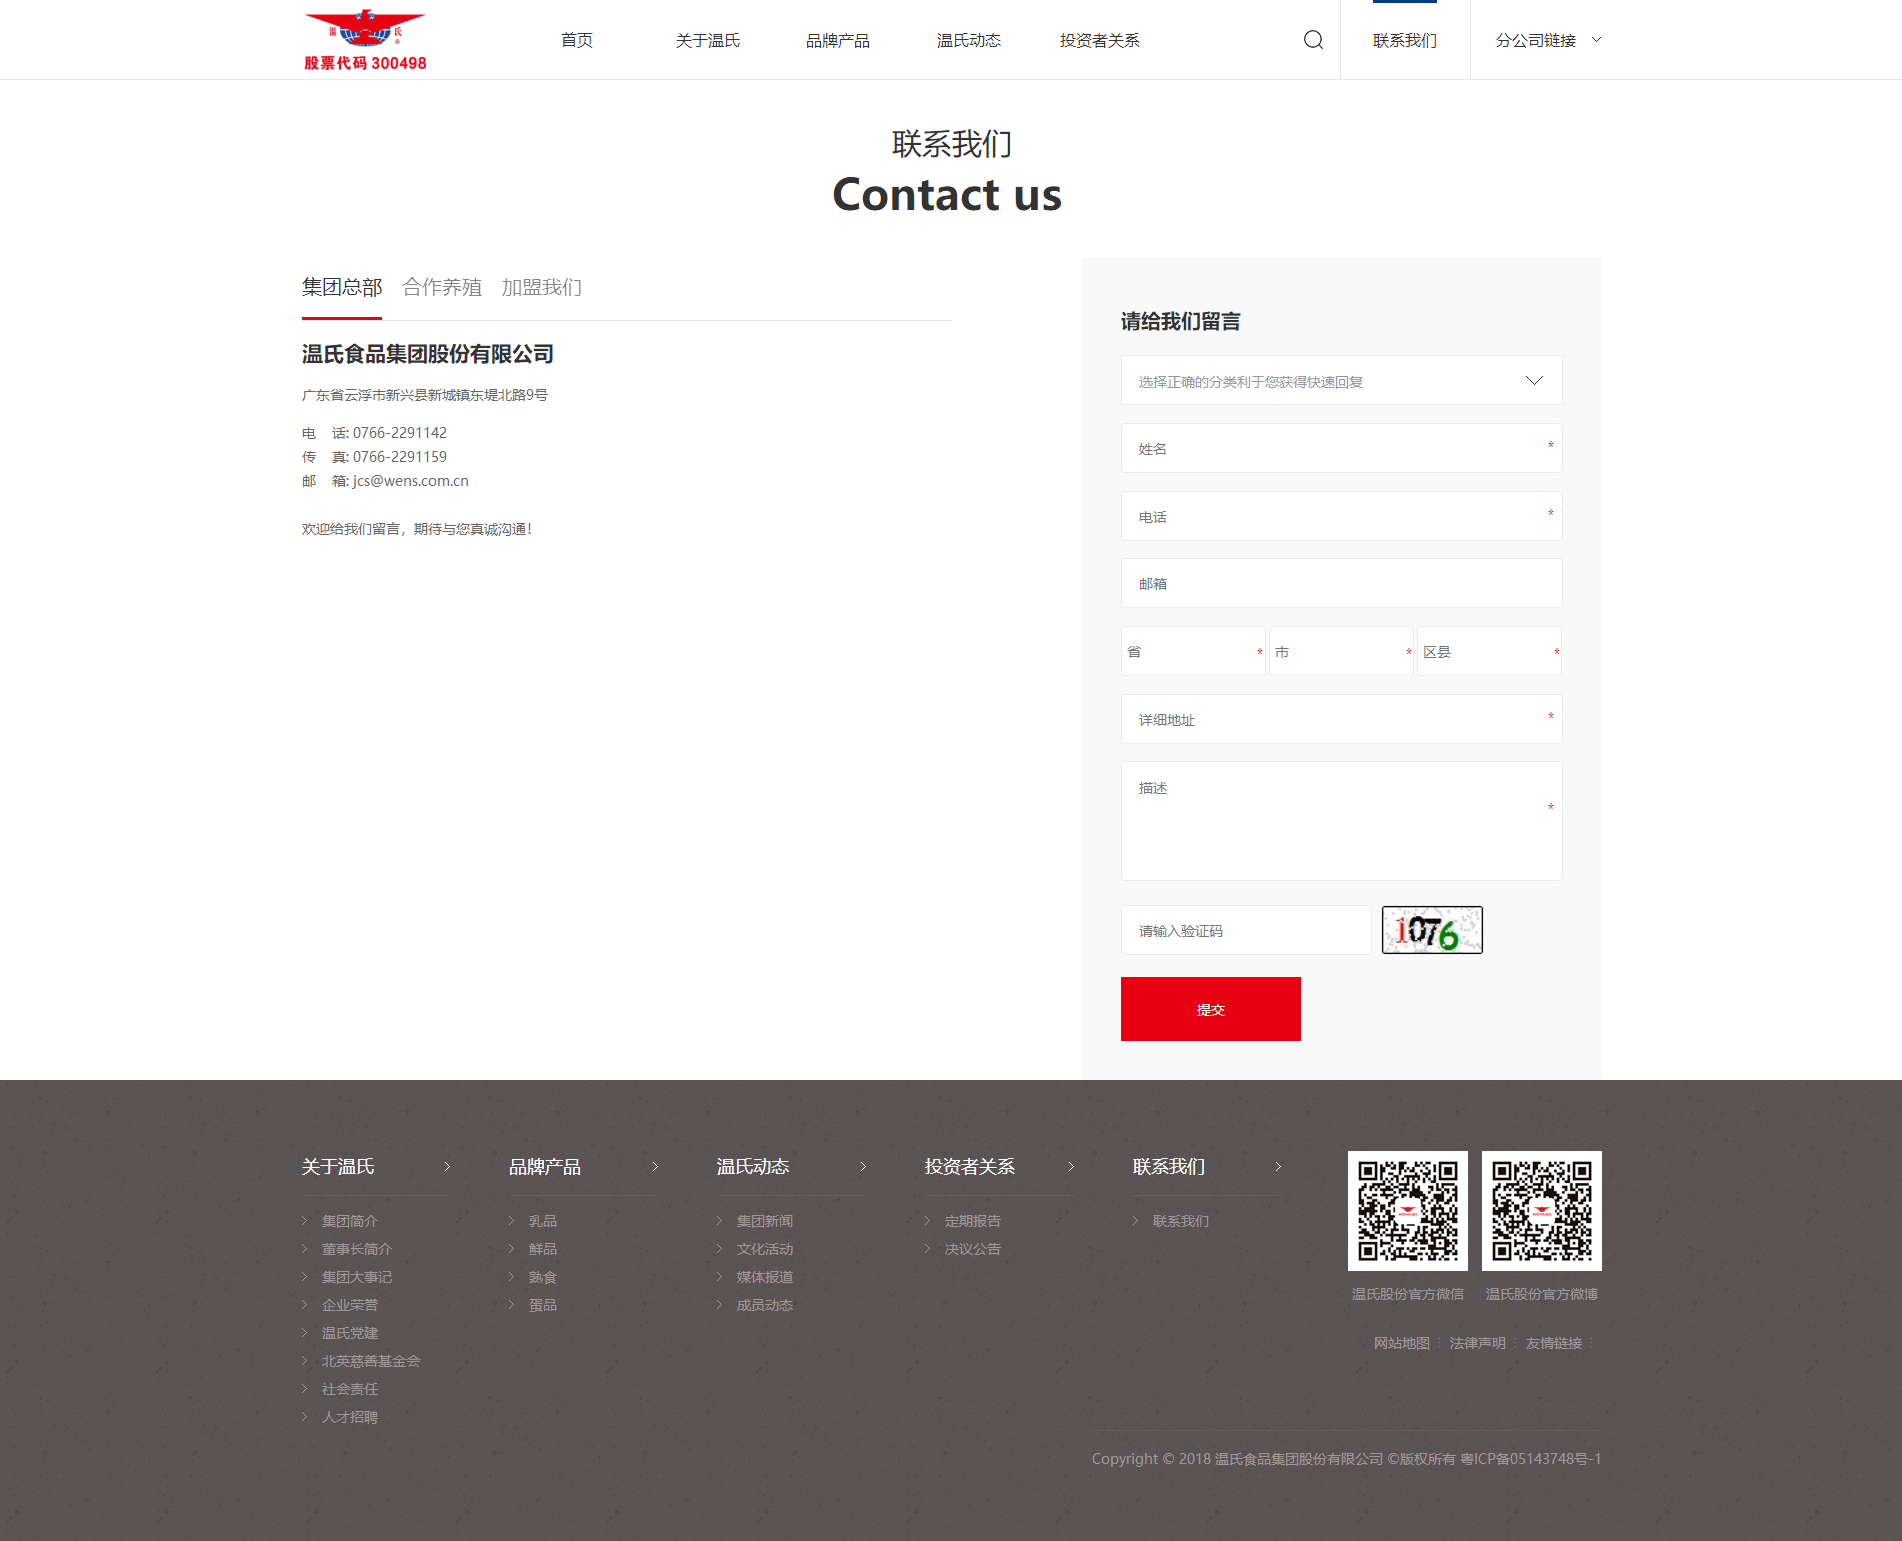 温氏®
股票代码 300498
首页
关于温氏
品牌产品
温氏动态
投资者关系
联系我们
分公司链接
联系我们
Contact us
集团总部
合作养殖
加盟我们
温氏食品集团股份有限公司
广东省云浮市新兴县新城镇东堤北路9号
电 话: 0766-2291142
传 真: 0766-2291159
邮 箱: jcs@wens.com.cn
欢迎给我们留言，期待与您真诚沟通！
请给我们留言
选择正确的分类利于您获得快速回复
姓名 *
电话 *
邮箱
省 * 市 * 区县 *
详细地址 *
描述 *
请输入验证码
1076
提交
关于温氏
集团简介
董事长简介
集团大事记
企业荣誉
温氏党建
北英慈善基金会
社会责任
人才招聘
品牌产品
乳品
鲜品
熟食
蛋品
温氏动态
集团新闻
文化活动
媒体报道
成员动态
投资者关系
定期报告
决议公告
联系我们
联系我们
温氏股份官方微信
温氏股份官方微博
网站地图
法律声明
友情链接
Copyright © 2018 温氏食品集团股份有限公司 ©版权所有 粤ICP备05143748号-1